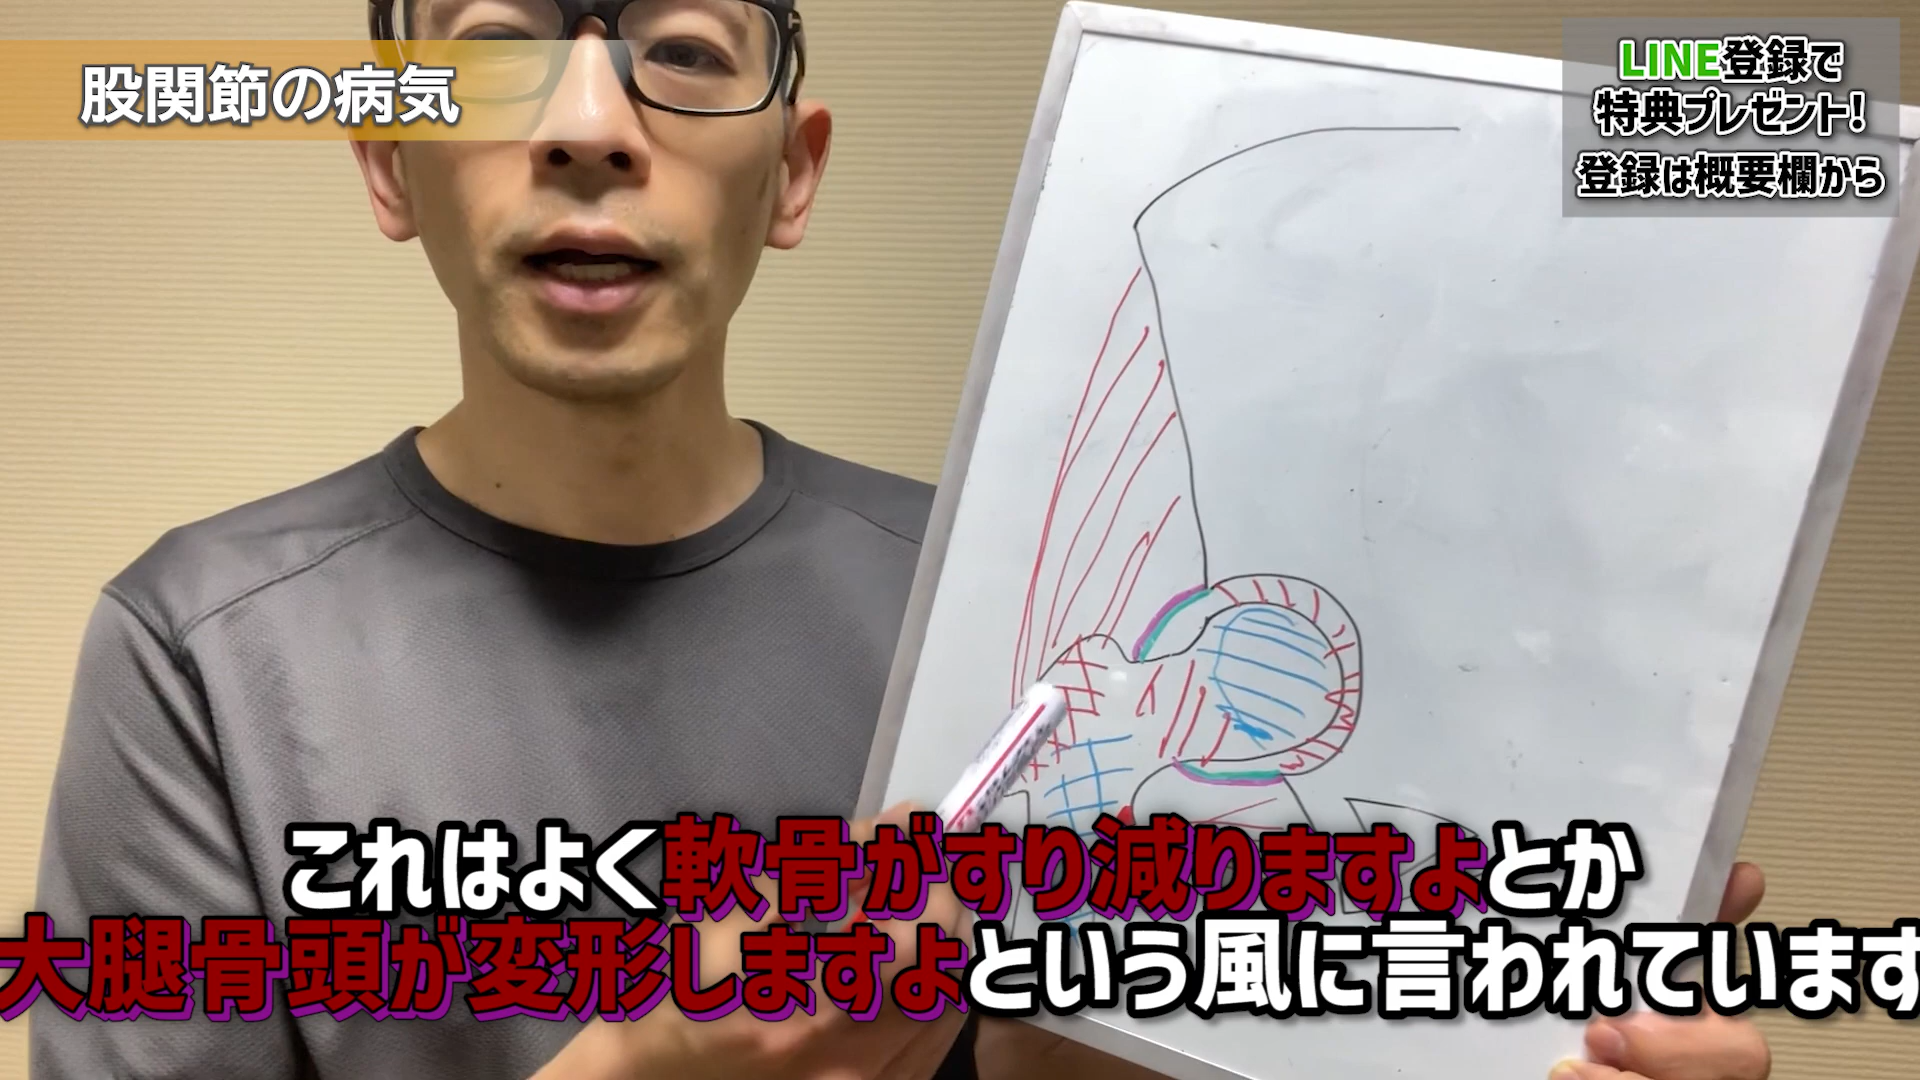 股関節の病気
LINE登録で
特典プレゼント!
登録は概要欄から
これはよく軟骨がすり減りますよとか
大腿骨頭が変形しますよという風に言われています